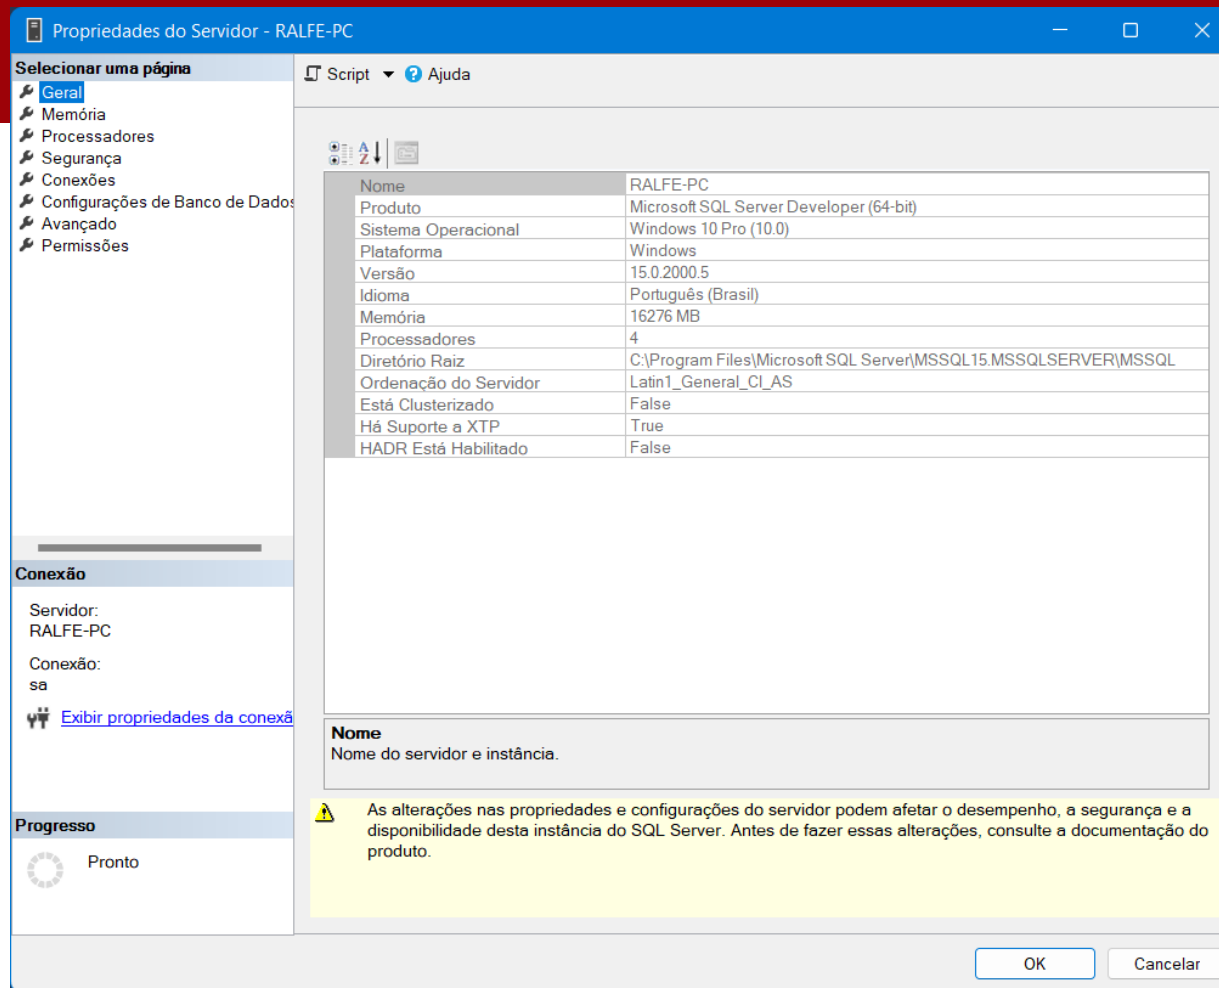 Propriedades do Servidor - RALFE-PC
Selecionar uma página
Geral
Memória
Processadores
Segurança
Conexões
Configurações de Banco de Dados
Avançado
Permissões
Script
Ajuda
Nome RALFE-PC
Produto Microsoft SQL Server Developer (64-bit)
Sistema Operacional Windows 10 Pro (10.0)
Plataforma Windows
Versão 15.0.2000.5
Idioma Português (Brasil)
Memória 16276 MB
Processadores 4
Diretório Raiz C:\Program Files\Microsoft SQL Server\MSSQL15.MSSQLSERVER\MSSQL
Ordenação do Servidor Latin1_General_CI_AS
Está Clusterizado False
Há Suporte a XTP True
HADR Está Habilitado False
Conexão
Servidor:
RALFE-PC
Conexão:
sa
Exibir propriedades da conexã
Nome
Nome do servidor e instância.
As alterações nas propriedades e configurações do servidor podem afetar o desempenho, a segurança e a
disponibilidade desta instância do SQL Server. Antes de fazer essas alterações, consulte a documentação do
produto.
Progresso
Pronto
OK
Cancelar